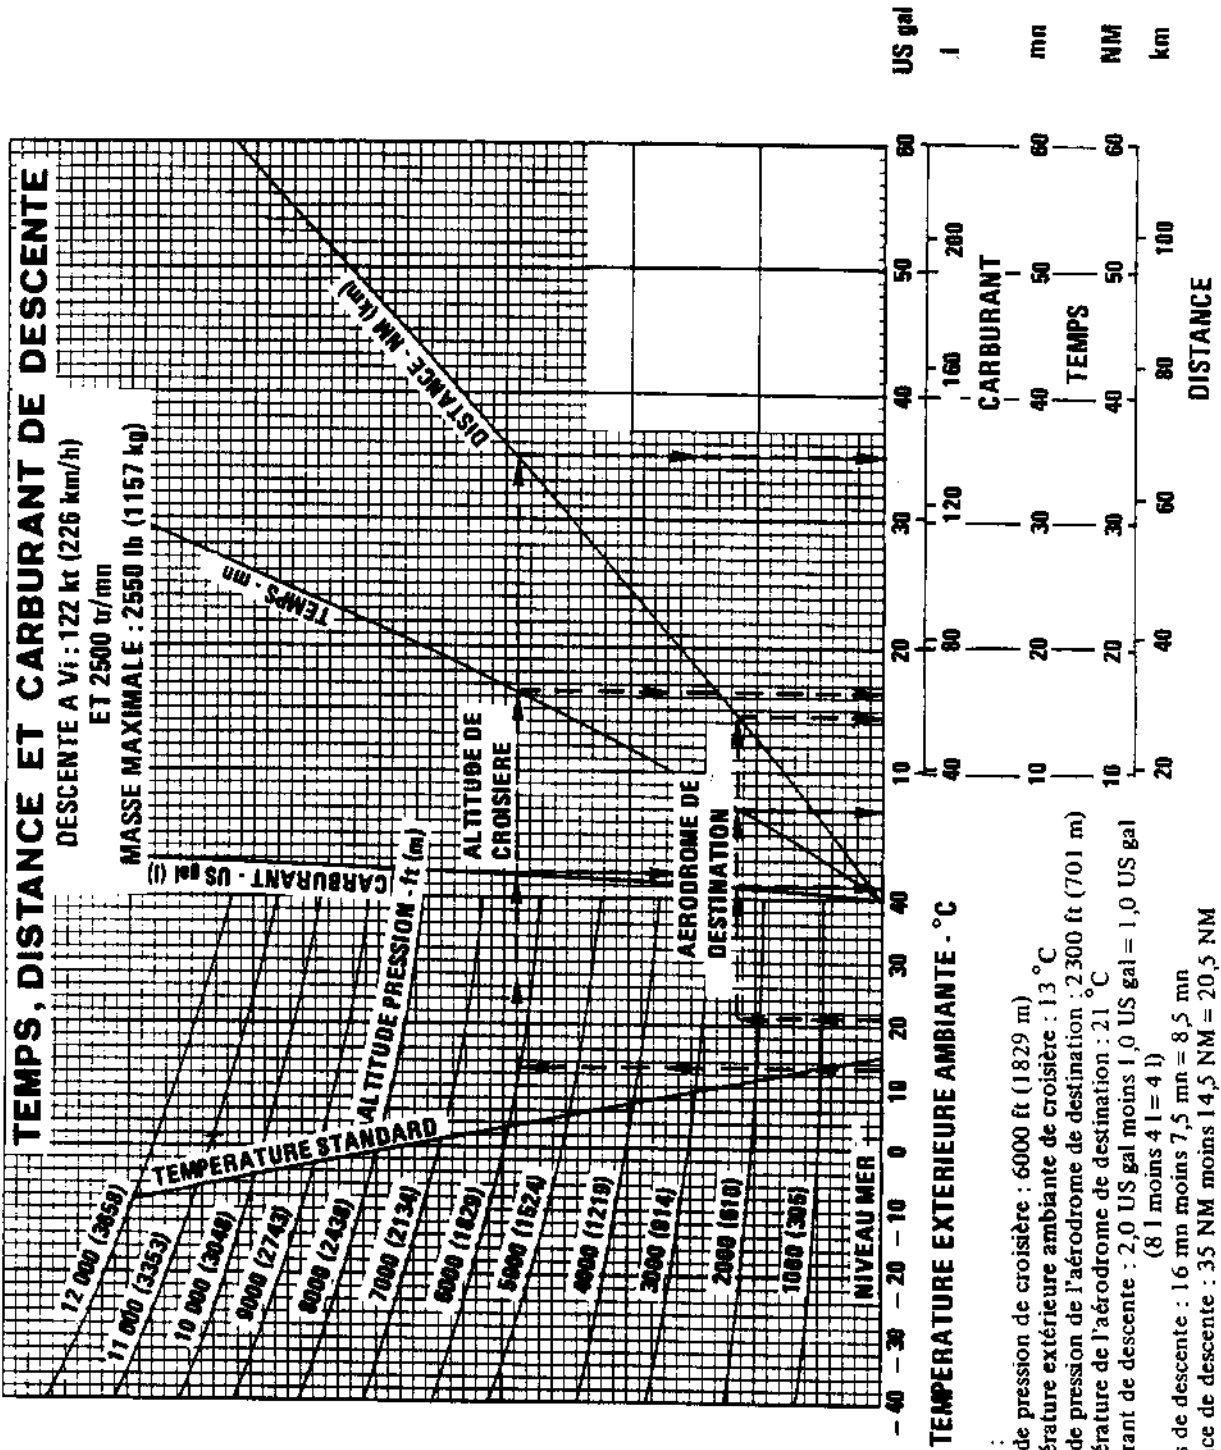 TEMPS, DISTANCE ET CARBURANT DE DESCENTE
DESCENTE A Vi : 122 kt (226 km/h)
ET 2500 tr/mn
MASSE MAXIMALE : 2550 lb (1157 kg)
12 000 (3658)
11 000 (3353)
10 000 (3048)
9000 (2743)
8000 (2438)
7000 (2134)
6000 (1829)
5000 (1524)
4000 (1219)
3000 (914)
2000 (610)
1000 (305)
NIVEAU MER
TEMPERATURE STANDARD
ALTITUDE PRESSION - ft (m)
CARBURANT - US gal (l)
TEMPS - mn
DISTANCE - NM (km)
ALTITUDE DE
CROISIERE
AERODROME DE
DESTINATION
- 40 - 30 - 20 - 10 0 10 20 30 40
TEMPERATURE EXTERIEURE AMBIANTE - °C
10 20 30 40 50 60 US gal
40 80 120 160 200 l
CARBURANT
10 20 30 40 50 60 mn
TEMPS
10 20 30 40 50 60 NM
20 40 60 80 100 km
DISTANCE
:
de pression de croisière : 6000 ft (1829 m)
érature extérieure ambiante de croisière : 13 °C
de pression de l'aérodrome de destination : 2300 ft (701 m)
érature de l'aérodrome de destination : 21 °C
rant de descente : 2,0 US gal moins 1,0 US gal = 1,0 US gal
(8 l moins 4 l = 4 l)
s de descente : 16 mn moins 7,5 mn = 8,5 mn
ce de descente : 35 NM moins 14,5 NM = 20,5 NM